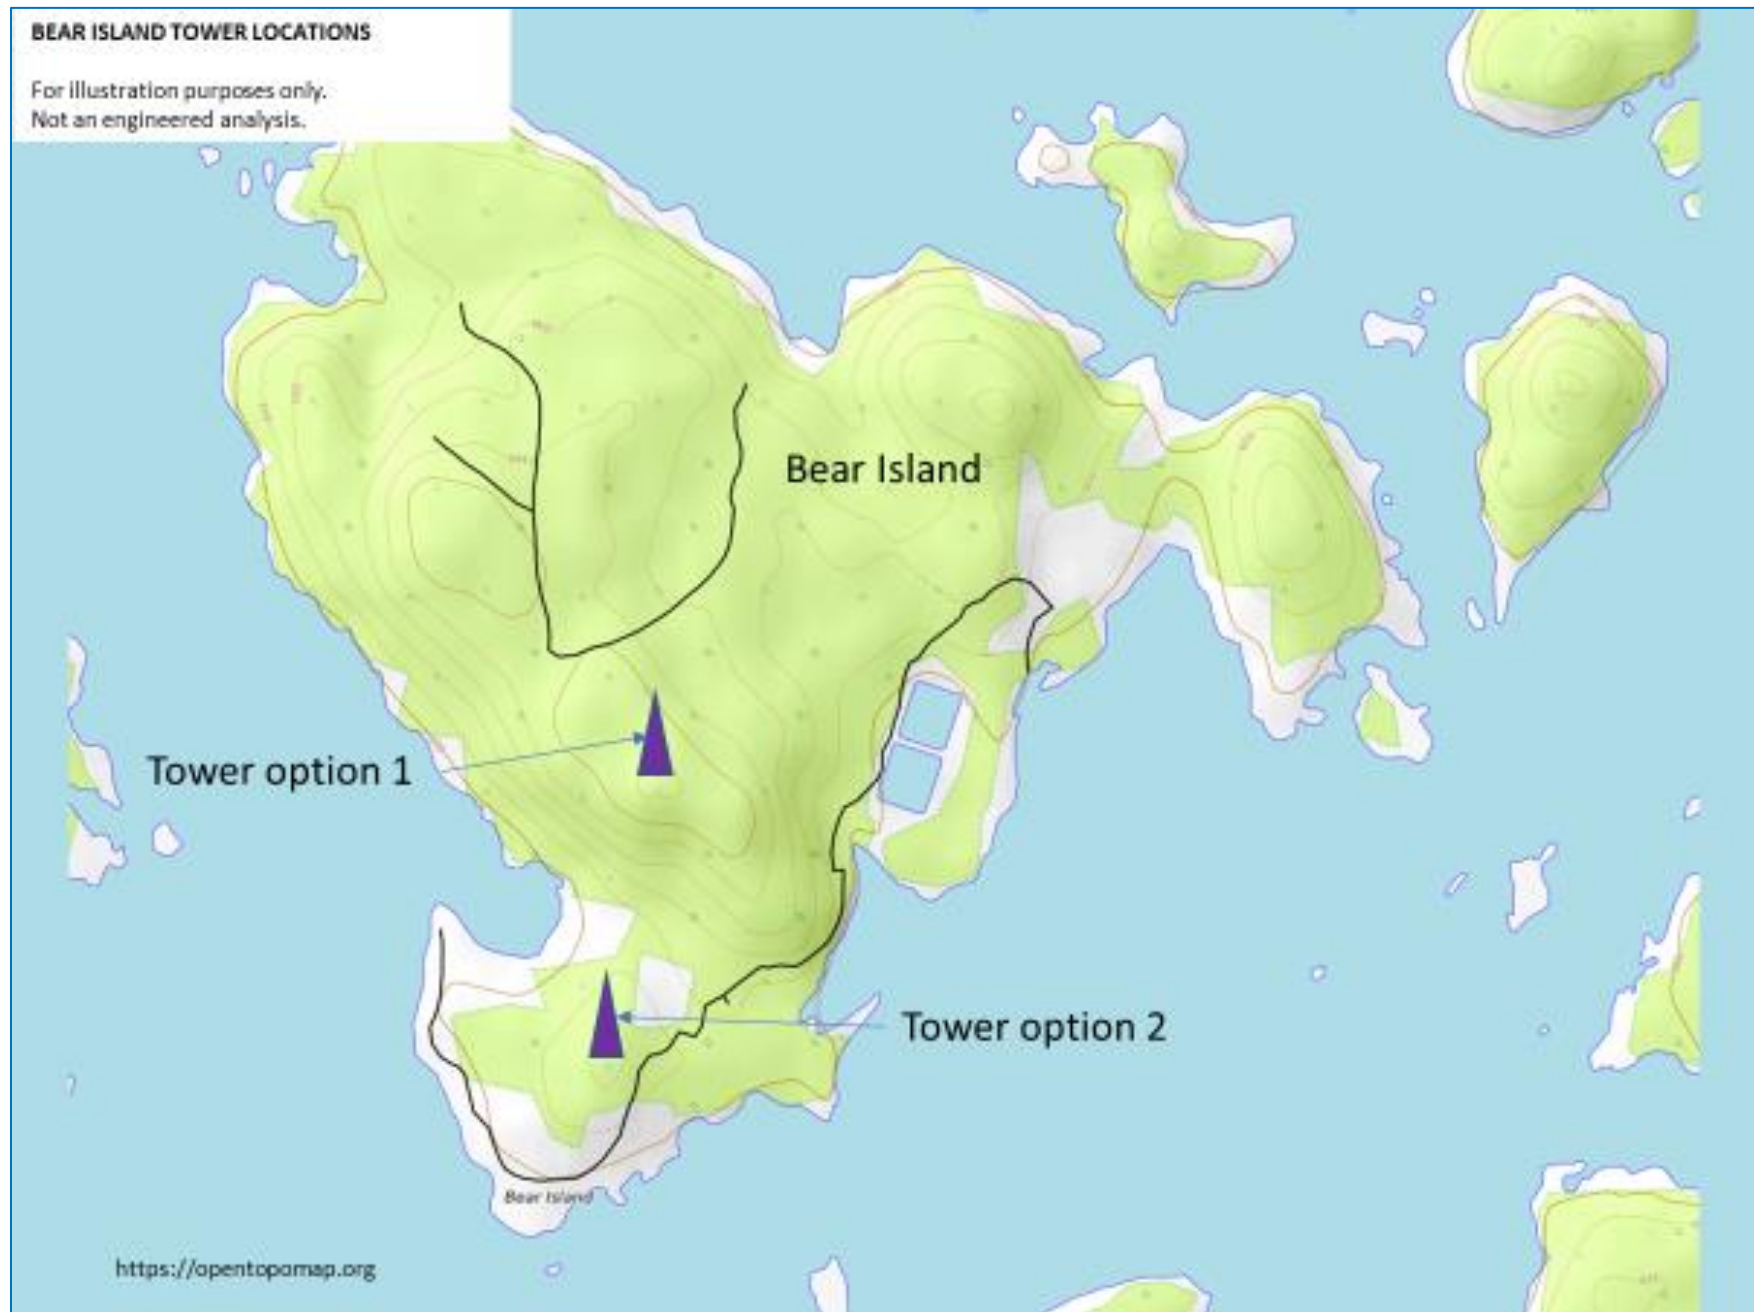 BEAR ISLAND TOWER LOCATIONS
For illustration purposes only.
Not an engineered analysis.
Bear Island
Tower option 1
Tower option 2
Bear Island
https://opentopomap.org